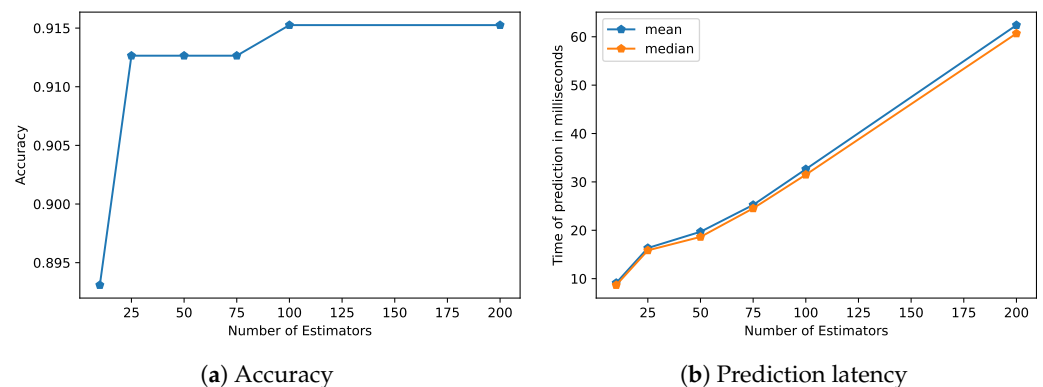 0.915
0.910
0.905
0.900
0.895
Accuracy
25 50 75 100 125 150 175 200
Number of Estimators
(a) Accuracy
mean
median
60
50
40
30
20
10
Time of prediction in milliseconds
25 50 75 100 125 150 175 200
Number of Estimators
(b) Prediction latency